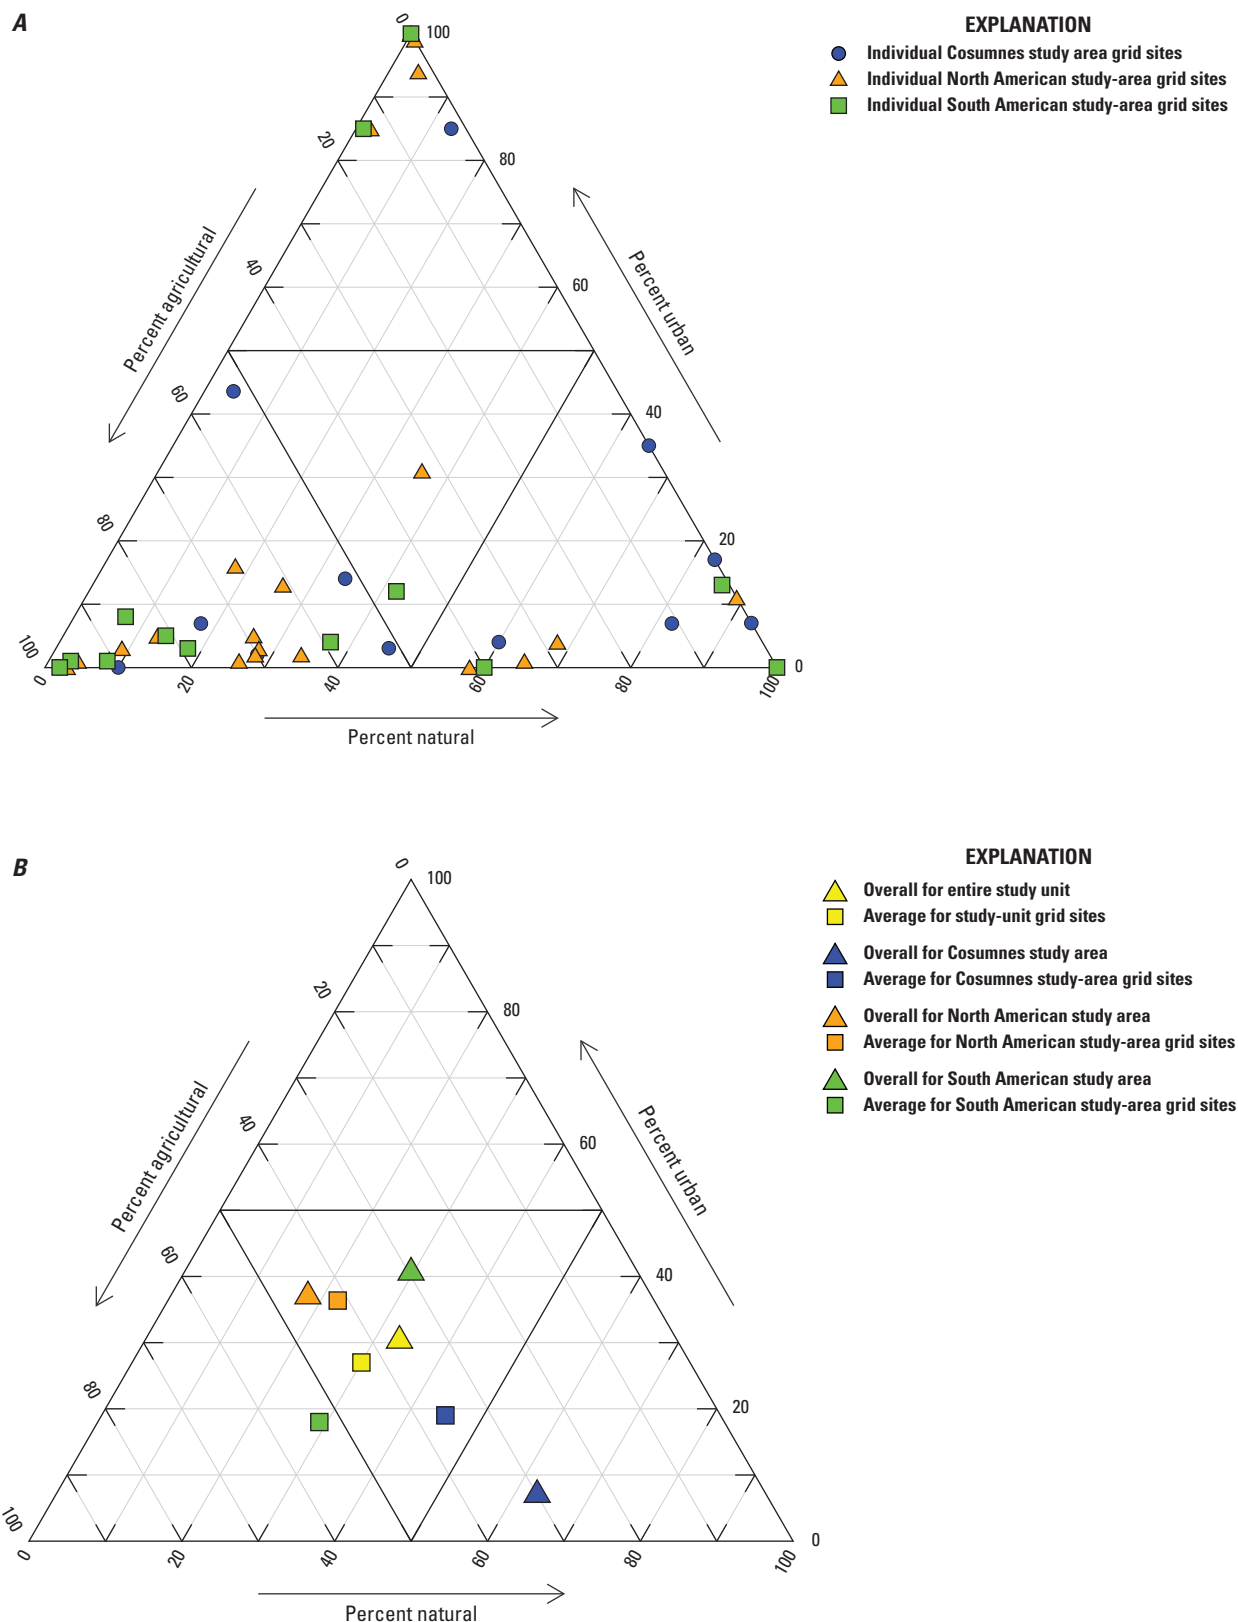 A
EXPLANATION
Individual Cosumnes study area grid sites
Individual North American study-area grid sites
Individual South American study-area grid sites
0
100
20
80
40
60
60
40
80
20
100
0
0
20
40
60
80
100
Percent agricultural
Percent urban
Percent natural
B
EXPLANATION
Overall for entire study unit
Average for study-unit grid sites
Overall for Cosumnes study area
Average for Cosumnes study-area grid sites
Overall for North American study area
Average for North American study-area grid sites
Overall for South American study area
Average for South American study-area grid sites
0
100
20
80
40
60
60
40
80
20
100
0
0
20
40
60
80
100
Percent agricultural
Percent urban
Percent natural